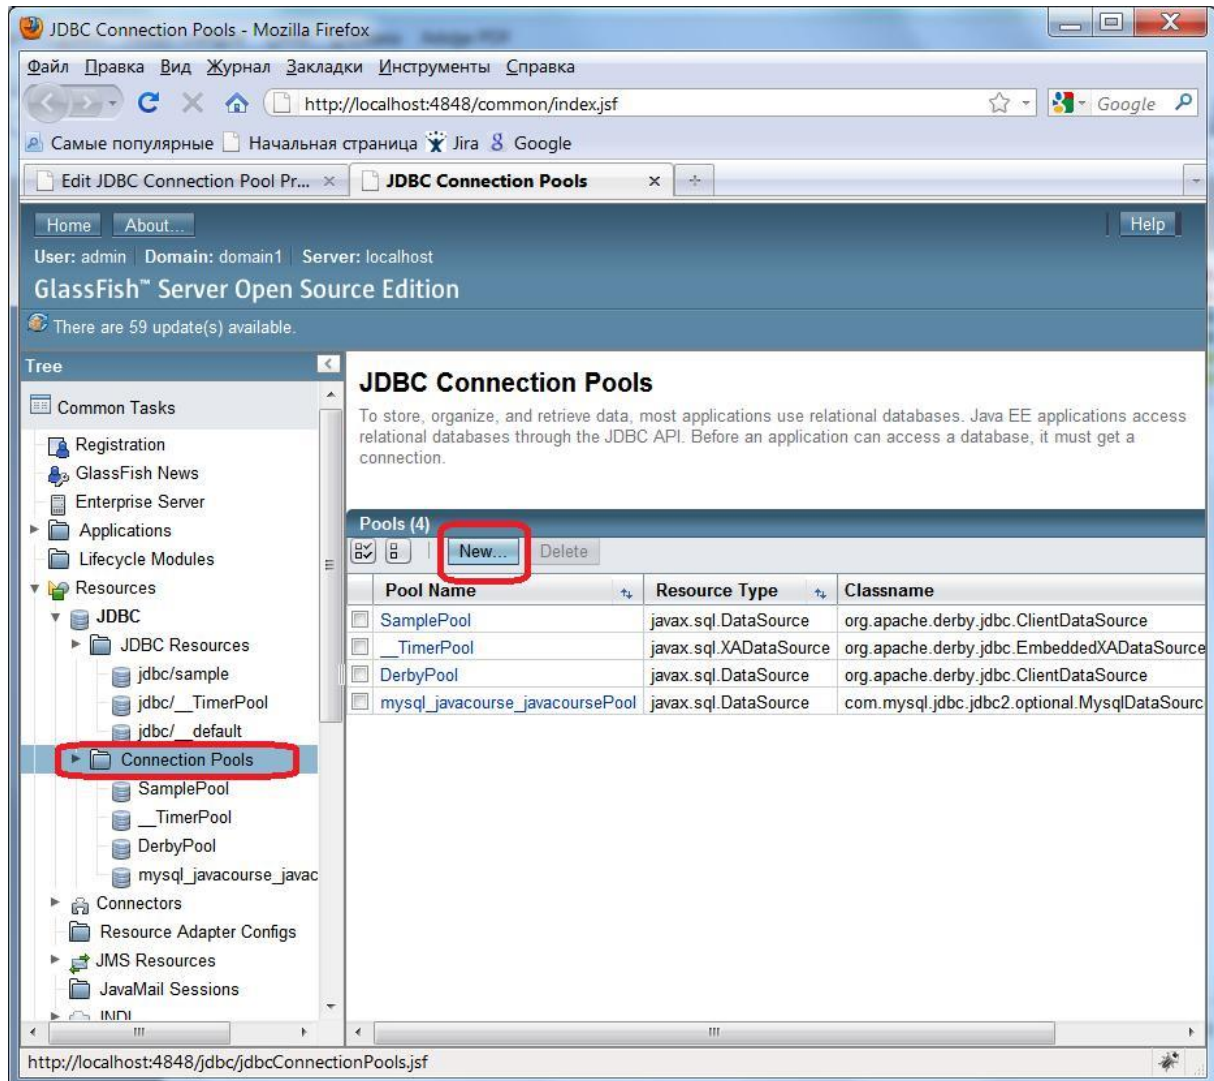 JDBC Connection Pools - Mozilla Firefox
Файл Правка Вид Журнал Закладки Инструменты Справка
http://localhost:4848/common/index.jsf
Google
Самые популярные Начальная страница Jira Google
Edit JDBC Connection Pool Pr... JDBC Connection Pools
Home About... Help
User: admin Domain: domain1 Server: localhost
GlassFish™ Server Open Source Edition
There are 59 update(s) available.
Tree
Common Tasks
Registration
GlassFish News
Enterprise Server
Applications
Lifecycle Modules
Resources
JDBC
JDBC Resources
jdbc/sample
jdbc/__TimerPool
jdbc/__default
Connection Pools
SamplePool
__TimerPool
DerbyPool
mysql_javacourse_javac
Connectors
Resource Adapter Configs
JMS Resources
JavaMail Sessions
JNDI
JDBC Connection Pools
To store, organize, and retrieve data, most applications use relational databases. Java EE applications access
relational databases through the JDBC API. Before an application can access a database, it must get a
connection.
Pools (4)
New... Delete
Pool Name Resource Type Classname
SamplePool javax.sql.DataSource org.apache.derby.jdbc.ClientDataSource
__TimerPool javax.sql.XADataSource org.apache.derby.jdbc.EmbeddedXADataSource
DerbyPool javax.sql.DataSource org.apache.derby.jdbc.ClientDataSource
mysql_javacourse_javacoursePool javax.sql.DataSource com.mysql.jdbc.jdbc2.optional.MysqlDataSourc
http://localhost:4848/jdbc/jdbcConnectionPools.jsf